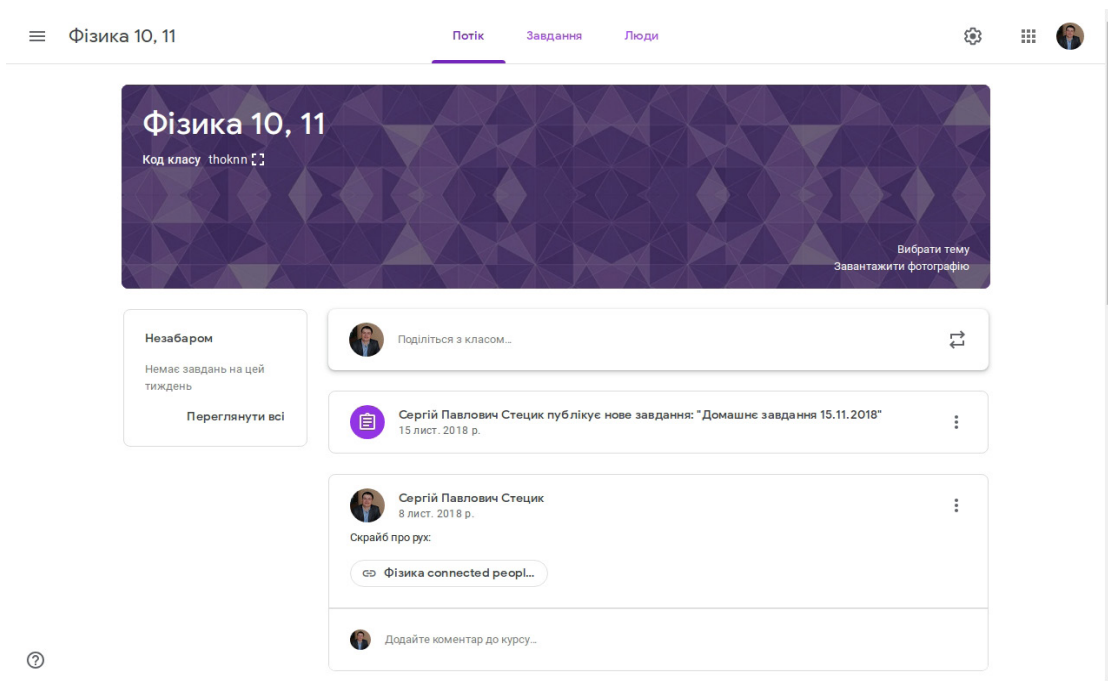 Фізика 10, 11
Потік
Завдання
Люди
Фізика 10, 11
Код класу thoknn
Вибрати тему
Завантажити фотографію
Незабаром
Немає завдань на цей
тиждень
Переглянути всі
Поділіться з класом…
Сергій Павлович Стецик публікує нове завдання: "Домашнє завдання 15.11.2018"
15 лист. 2018 р.
Сергій Павлович Стецик
8 лист. 2018 р.
Скрайб про рух:
Фізика connected peopl...
Додайте коментар до курсу…